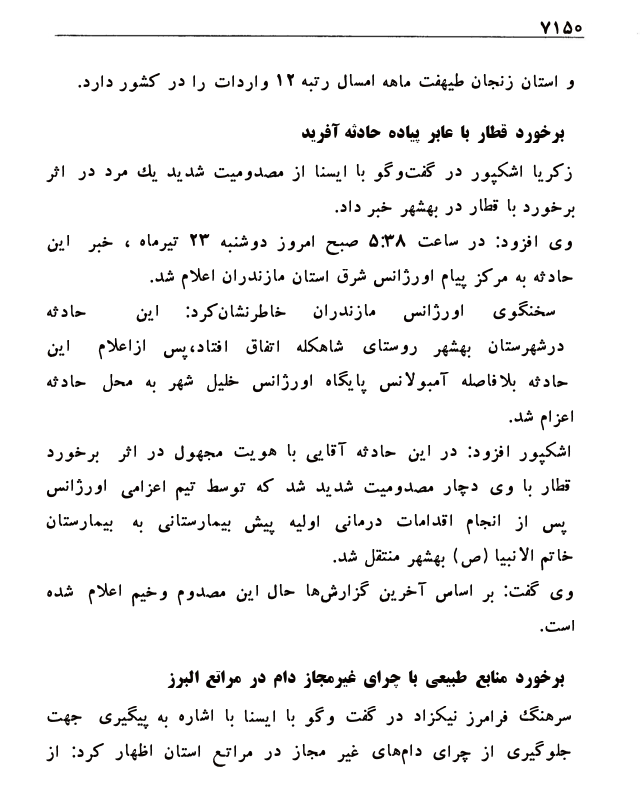 ۷۱۵۰
و استان زنجان طیهفت ماهه امسال رتبه ۱۲ واردات را در کشور دارد.
برخورد قطار با عابر پیاده حادثه آفرید
زکریا اشکپور در گفت‌وگو با ایسنا از مصدومیت شدید یك مرد در اثر
برخورد با قطار در بهشهر خبر داد.
وی افزود: در ساعت ۵:۳۸ صبح امروز دوشنبه ۲۳ تیرماه ، خبر این
حادثه به مرکز پیام اورژانس شرق استان مازندران اعلام شد.
سخنگوی اورژانس مازندران خاطرنشان‌کرد: این حادثه
درشهرستان بهشهر روستای شاهکله اتفاق افتاد،پس ازاعلام این
حادثه بلافاصله آمبولانس پایگاه اورژانس خلیل شهر به محل حادثه
اعزام شد.
اشکپور افزود: در این حادثه آقایی با هویت مجهول در اثر برخورد
قطار با وی دچار مصدومیت شدید شد که توسط تیم اعزامی اورژانس
پس از انجام اقدامات درمانی اولیه پیش بیمارستانی به بیمارستان
خاتم الانبیا (ص) بهشهر منتقل شد.
وی گفت: بر اساس آخرین گزارش‌ها حال این مصدوم وخیم اعلام شده
است.
برخورد منابع طبیعی با چرای غیرمجاز دام در مراتع البرز
سرهنگ فرامرز نیکزاد در گفت وگو با ایسنا با اشاره به پیگیری جهت
جلوگیری از چرای دام‌های غیر مجاز در مراتع استان اظهار کرد: از